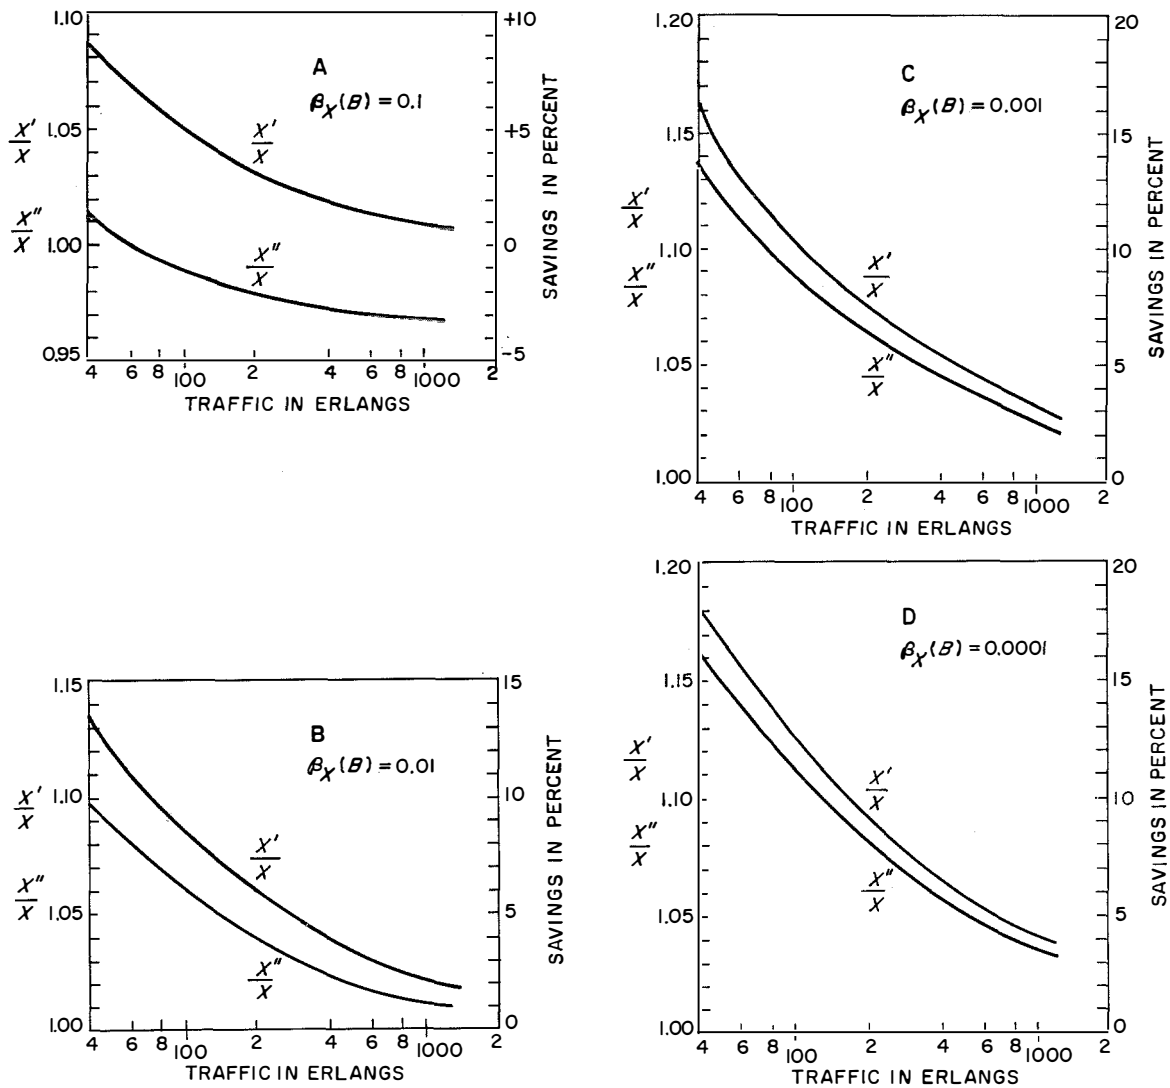 A
βX(B) = 0.1
1.10
1.05
1.00
0.95
X'/X
X"/X
X'/X
X"/X
+10
+5
0
-5
SAVINGS IN PERCENT
4 6 8 100 2 4 6 8 1000 2
TRAFFIC IN ERLANGS
C
βX(B) = 0.001
1.20
1.15
1.10
1.05
1.00
X'/X
X"/X
X'/X
X"/X
20
15
10
5
0
SAVINGS IN PERCENT
4 6 8 100 2 4 6 8 1000 2
TRAFFIC IN ERLANGS
B
βX(B) = 0.01
1.15
1.10
1.05
1.00
X'/X
X"/X
X'/X
X"/X
15
10
5
0
SAVINGS IN PERCENT
4 6 8 100 2 4 6 8 1000 2
TRAFFIC IN ERLANGS
D
βX(B) = 0.0001
1.20
1.15
1.10
1.05
1.00
X'/X
X"/X
X'/X
X"/X
20
15
10
5
0
SAVINGS IN PERCENT
4 6 8 100 2 4 6 8 1000 2
TRAFFIC IN ERLANGS